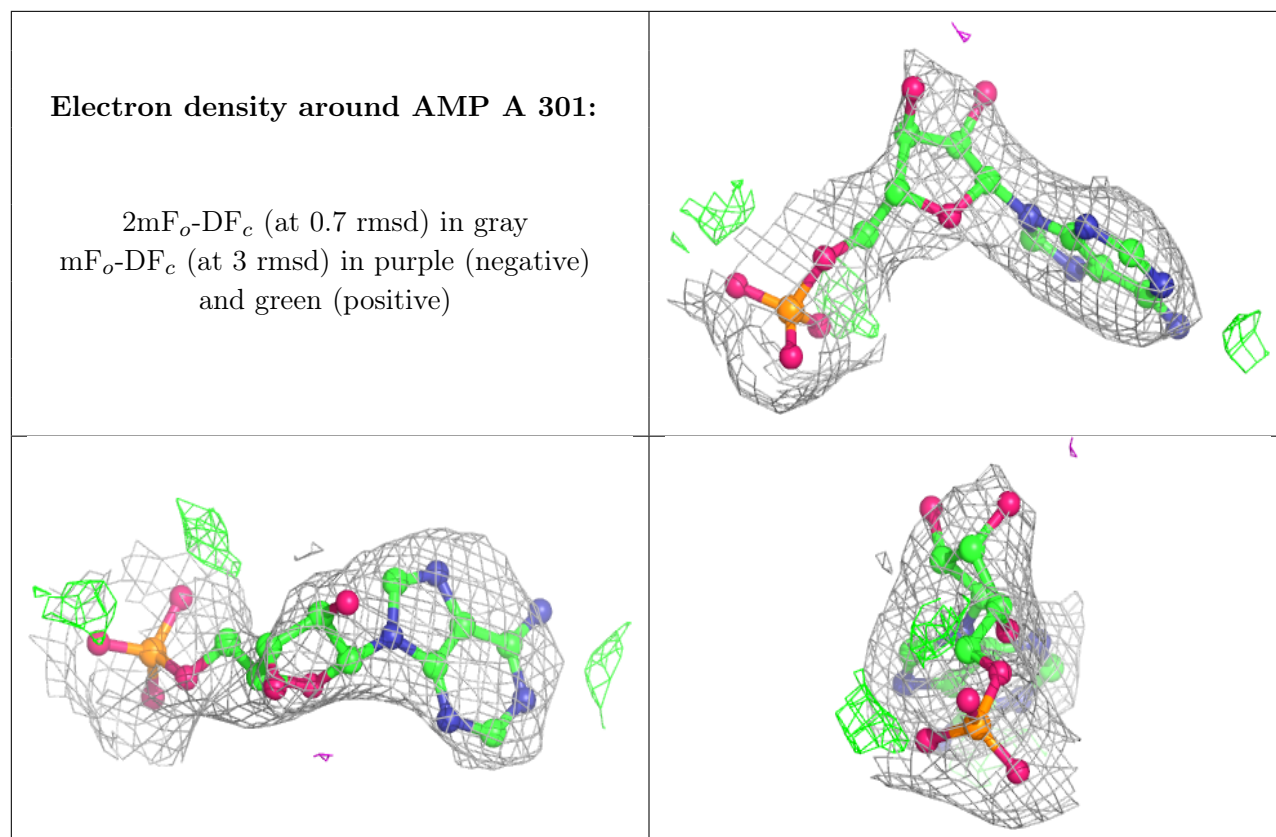 Electron density around AMP A 301:
2mFₒ-DF𝑐 (at 0.7 rmsd) in gray
mFₒ-DF𝑐 (at 3 rmsd) in purple (negative)
and green (positive)